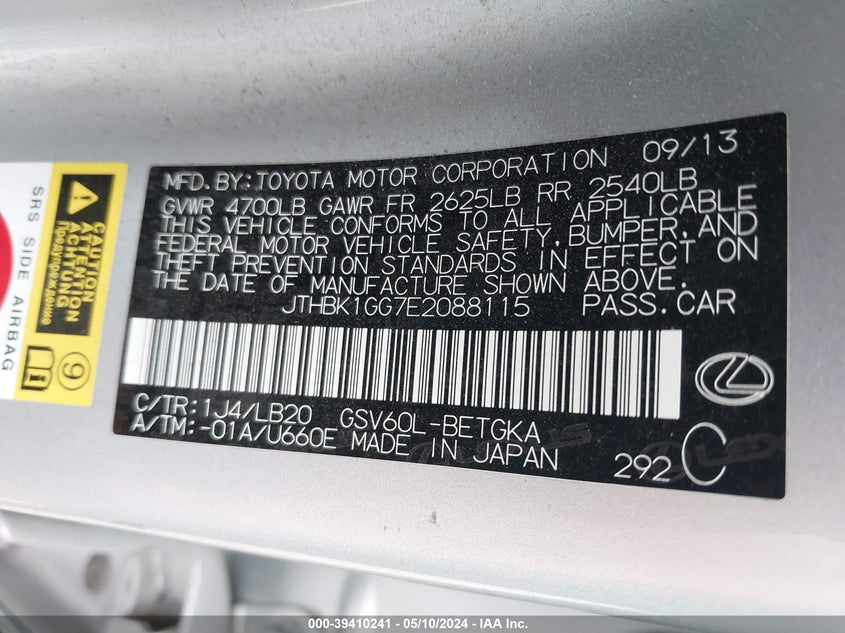 MFD. BY: TOYOTA MOTOR CORPORATION 09/13
GVWR 4700LB GAWR FR 2625LB RR 2540LB
THIS VEHICLE CONFORMS TO ALL APPLICABLE
FEDERAL MOTOR VEHICLE SAFETY, BUMPER, AND
THEFT PREVENTION STANDARDS IN EFFECT ON
THE DATE OF MANUFACTURE SHOWN ABOVE.
JTHBK1GG7E2088115 PASS.CAR
C/TR: 1J4/LB20 GSV60L-BETGKA
A/TM: -01A/U660E MADE IN JAPAN
292 C
CAUTION
ATTENTION
ACHTUNG
Предупреждение
SRS SIDE AIRBAG
9
000-39410241 - 05/10/2024 - IAA Inc.